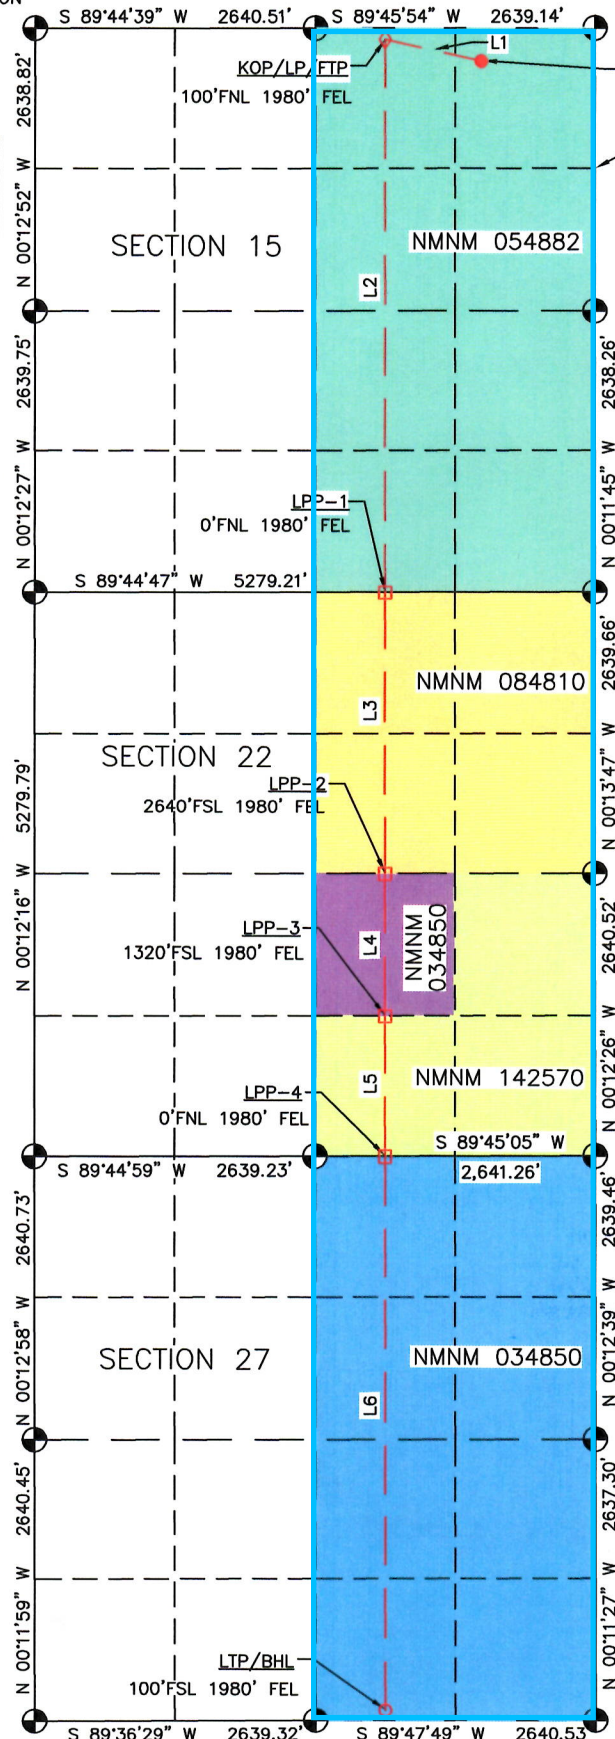 S 89°44'39" W 2640.51' S 89°45'54" W 2639.14'
L1
KOP/LP/FTP
100'FNL 1980' FEL
2638.82'
N 00°12'52" W
SECTION 15
NMNM 054882
L2
2639.75'
2638.26'
N 00°12'27" W
N 00°11'45" W
LPP-1
0'FNL 1980' FEL
S 89°44'47" W 5279.21'
2639.66'
NMNM 084810
L3
SECTION 22
5279.79'
N 00°13'47" W
LPP-2
2640'FSL 1980' FEL
N 00°12'16" W
NMNM
034850
2640.52'
LPP-3
1320'FSL 1980' FEL
L4
N 00°12'26" W
NMNM 142570
L5
LPP-4
0'FNL 1980' FEL
S 89°45'05" W
2,641.26'
S 89°44'59" W 2639.23'
2640.73'
2639.46'
N 00°12'58" W
N 00°12'39" W
SECTION 27
NMNM 034850
L6
2640.45'
2637.30'
N 00°11'59" W
N 00°11'27" W
LTP/BHL
100'FSL 1980' FEL
S 89°36'29" W 2639.32' S 89°47'49" W 2640.53